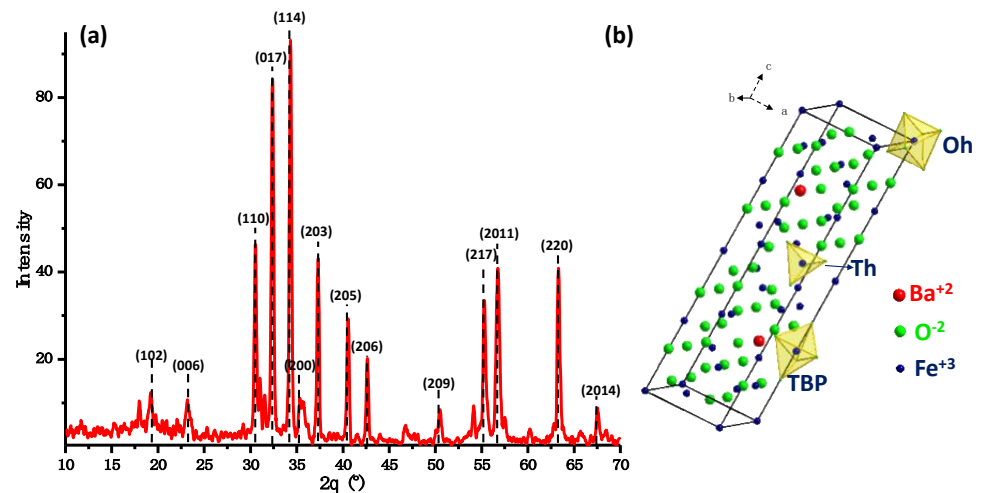 (a)
(b)
Intensity
80
60
40
20
(102)
(006)
(110)
(017)
(114)
(200)
(203)
(205)
(206)
(209)
(217)
(2011)
(220)
(2014)
10 15 20 25 30 35 40 45 50 55 60 65 70
2q (°)
c
b
a
Oh
Th
TBP
Ba+2
O-2
Fe+3